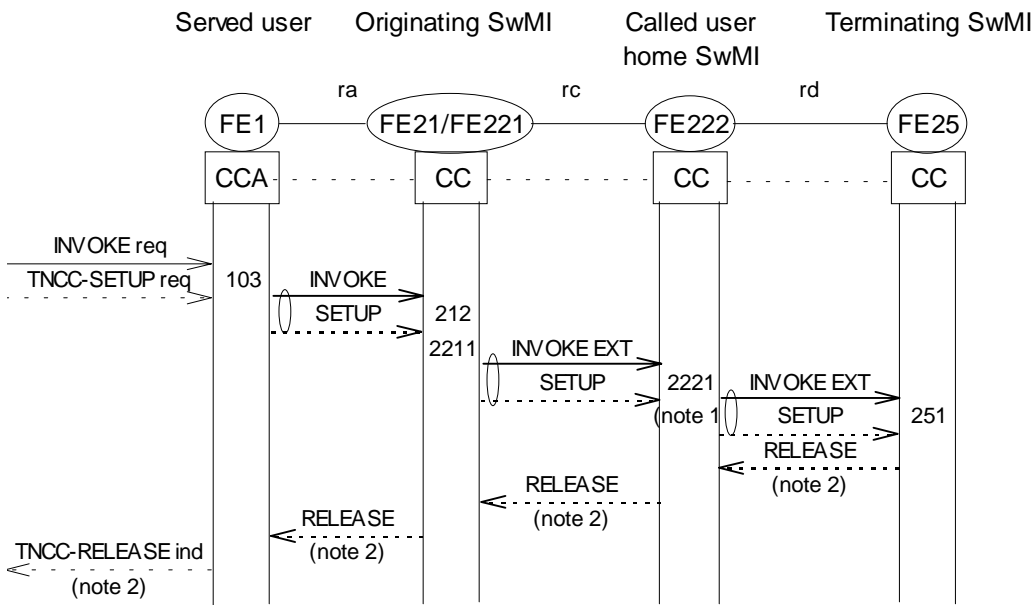 Served user
Originating SwMI
Called user
home SwMI
Terminating SwMI
ra
rc
rd
FE1
FE21/FE221
FE222
FE25
CCA
CC
CC
CC
INVOKE req
TNCC-SETUP req
103
INVOKE
SETUP
212
2211
INVOKE EXT
SETUP
2221
(note 1
INVOKE EXT
SETUP
251
RELEASE
(note 2)
RELEASE
(note 2)
RELEASE
(note 2)
TNCC-RELEASE ind
(note 2)